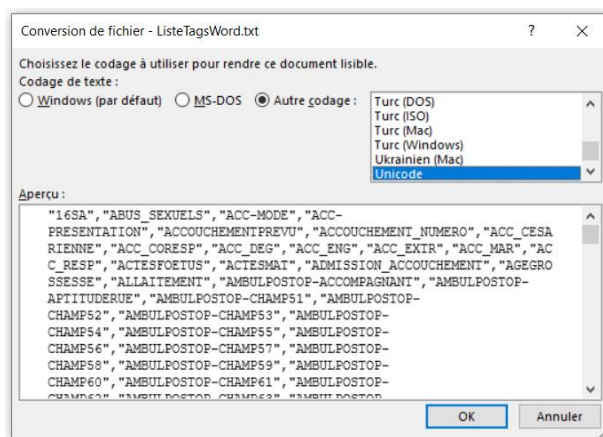 Conversion de fichier - ListeTagsWord.txt
Choisissez le codage à utiliser pour rendre ce document lisible.
Codage de texte :
Windows (par défaut) MS-DOS Autre codage :
Turc (DOS)
Turc (ISO)
Turc (Mac)
Turc (Windows)
Ukrainien (Mac)
Unicode
Aperçu :
"16SA","ABUS_SEXUELS","ACC-MODE","ACC-
PRESENTATION","ACCOUCHEMENTPREVU","ACCOUCHEMENT_NUMERO","ACC_CESA
RIENNE","ACC_CORESP","ACC_DEG","ACC_ENG","ACC_EXTR","ACC_MAR","AC
C_RESP","ACTESFOETUS","ACTESMAT","ADMISSION_ACCOUCHEMENT","AGEGRO
SSESSE","ALLAITEMENT","AMBULPOSTOP-ACCOMPAGNANT","AMBULPOSTOP-
APTITUDERUE","AMBULPOSTOP-CHAMP51","AMBULPOSTOP-
CHAMP52","AMBULPOSTOP-CHAMP53","AMBULPOSTOP-
CHAMP54","AMBULPOSTOP-CHAMP55","AMBULPOSTOP-
CHAMP56","AMBULPOSTOP-CHAMP57","AMBULPOSTOP-
CHAMP58","AMBULPOSTOP-CHAMP59","AMBULPOSTOP-
CHAMP60","AMBULPOSTOP-CHAMP61","AMBULPOSTOP-
OK Annuler